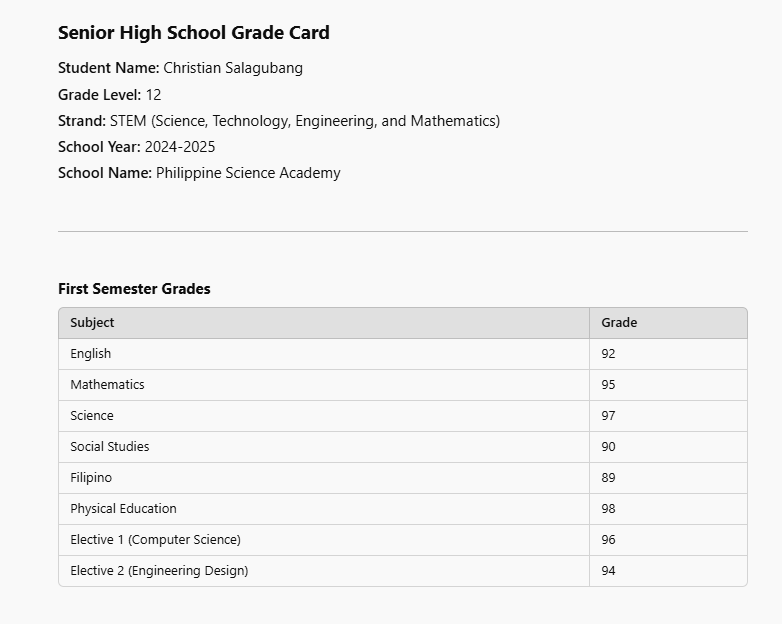 Senior High School Grade Card
Student Name: Christian Salagubang
Grade Level: 12
Strand: STEM (Science, Technology, Engineering, and Mathematics)
School Year: 2024-2025
School Name: Philippine Science Academy
First Semester Grades
Subject Grade
English 92
Mathematics 95
Science 97
Social Studies 90
Filipino 89
Physical Education 98
Elective 1 (Computer Science) 96
Elective 2 (Engineering Design) 94